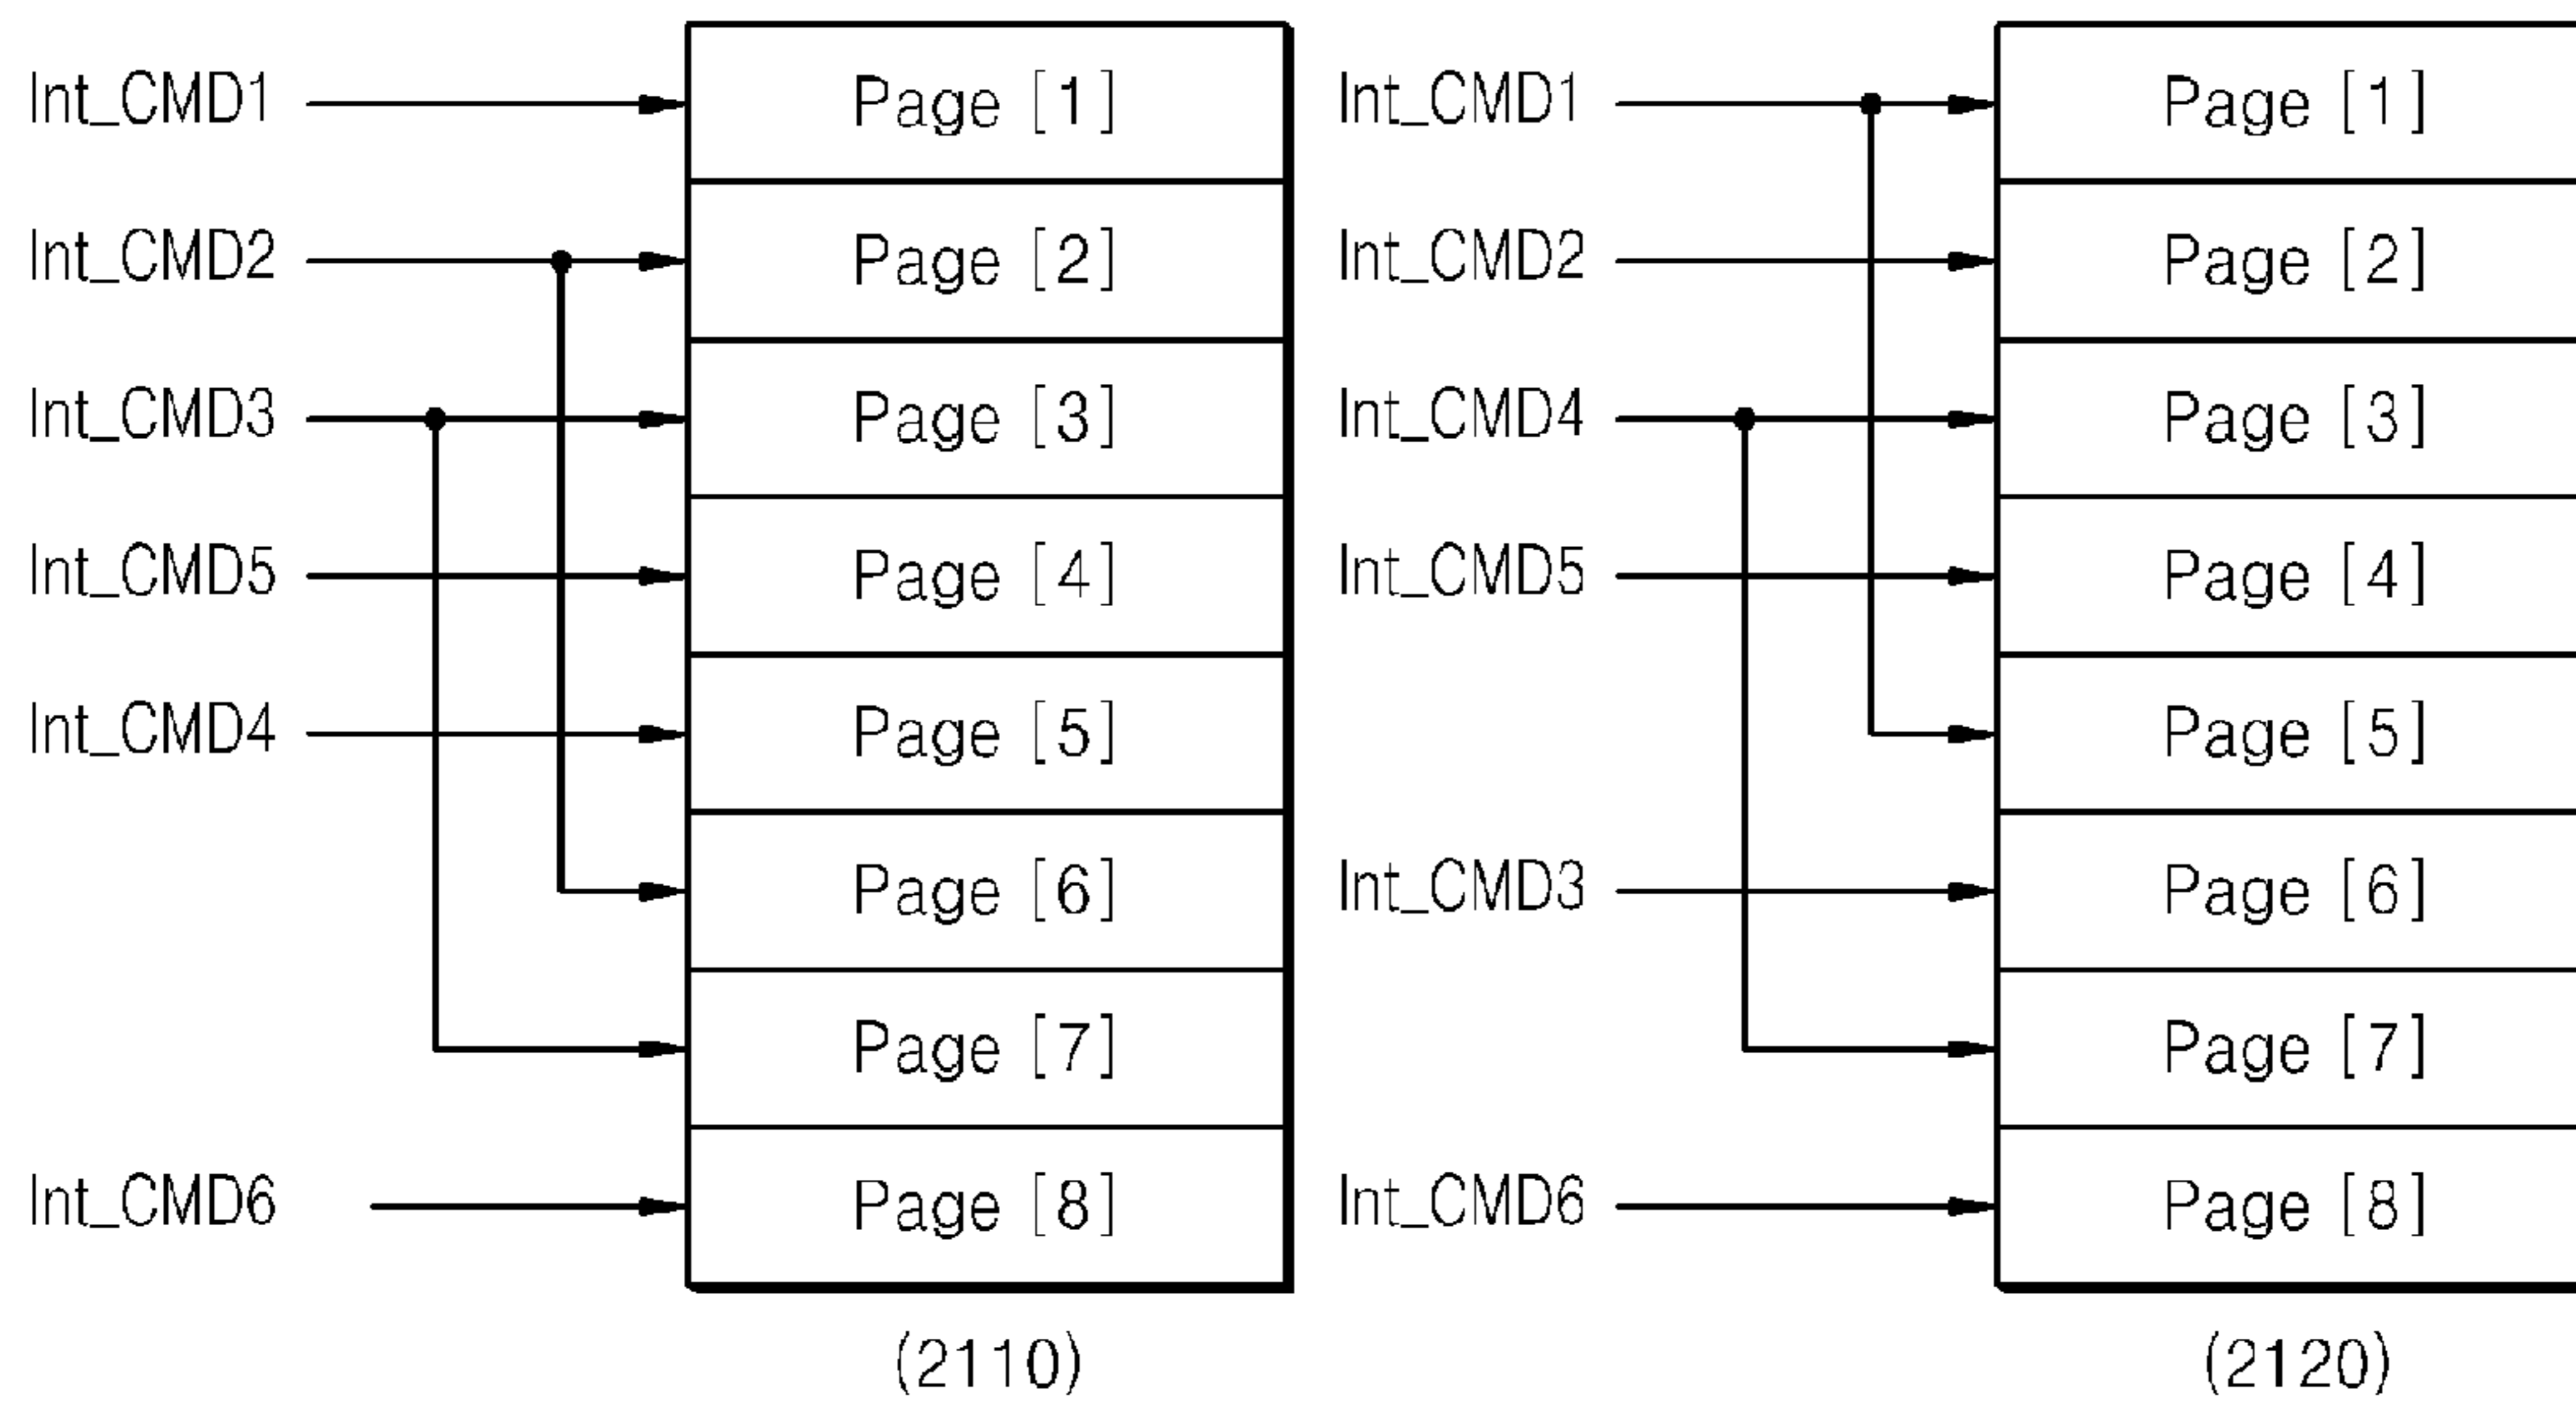 Int_CMD1 Page [1] Int_CMD1 Page [1]
Int_CMD2 Page [2] Int_CMD2 Page [2]
Int_CMD3 Page [3] Int_CMD4 Page [3]
Int_CMD5 Page [4] Int_CMD5 Page [4]
Int_CMD4 Page [5] Page [5]
Page [6] Int_CMD3 Page [6]
Page [7] Page [7]
Int_CMD6 Page [8] Int_CMD6 Page [8]
(2110) (2120)